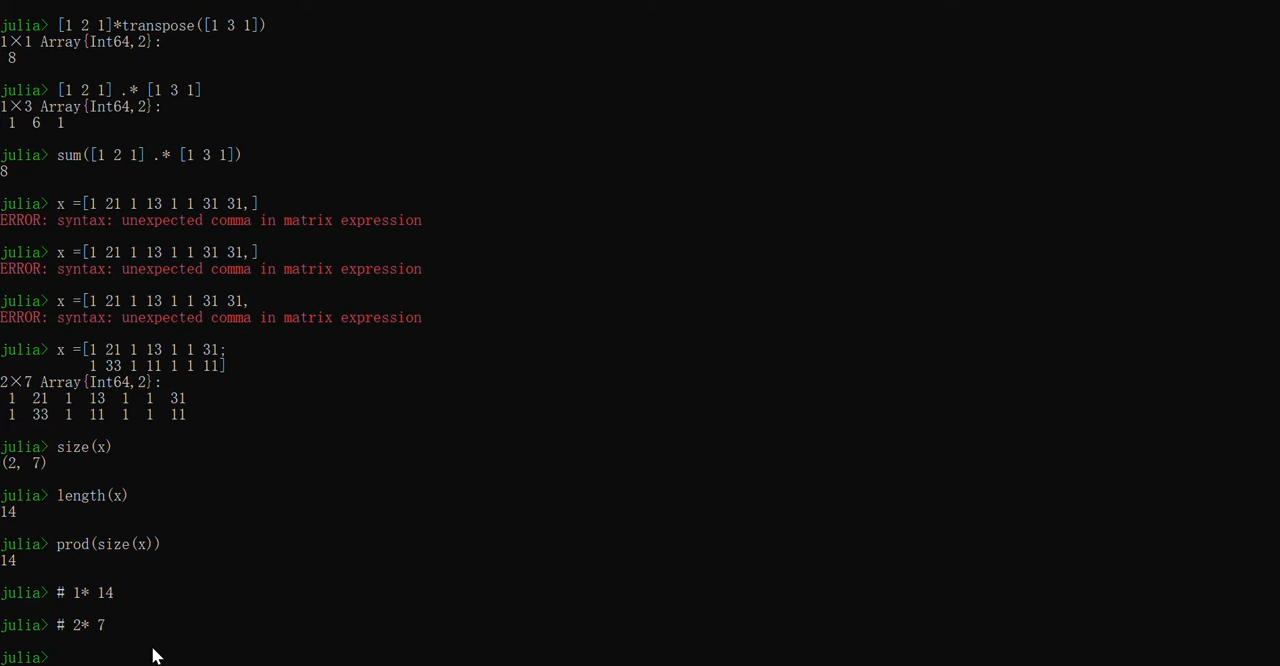 julia> [1 2 1]*transpose([1 3 1])
1×1 Array{Int64,2}:
 8
julia> [1 2 1] .* [1 3 1]
1×3 Array{Int64,2}:
 1  6  1
julia> sum([1 2 1] .* [1 3 1])
8
julia> x =[1 21 1 13 1 1 31 31,]
ERROR: syntax: unexpected comma in matrix expression
julia> x =[1 21 1 13 1 1 31 31,]
ERROR: syntax: unexpected comma in matrix expression
julia> x =[1 21 1 13 1 1 31 31,
ERROR: syntax: unexpected comma in matrix expression
julia> x =[1 21 1 13 1 1 31;
           1 33 1 11 1 1 11]
2×7 Array{Int64,2}:
 1  21  1  13  1  1  31
 1  33  1  11  1  1  11
julia> size(x)
(2, 7)
julia> length(x)
14
julia> prod(size(x))
14
julia> # 1* 14
julia> # 2* 7
julia>